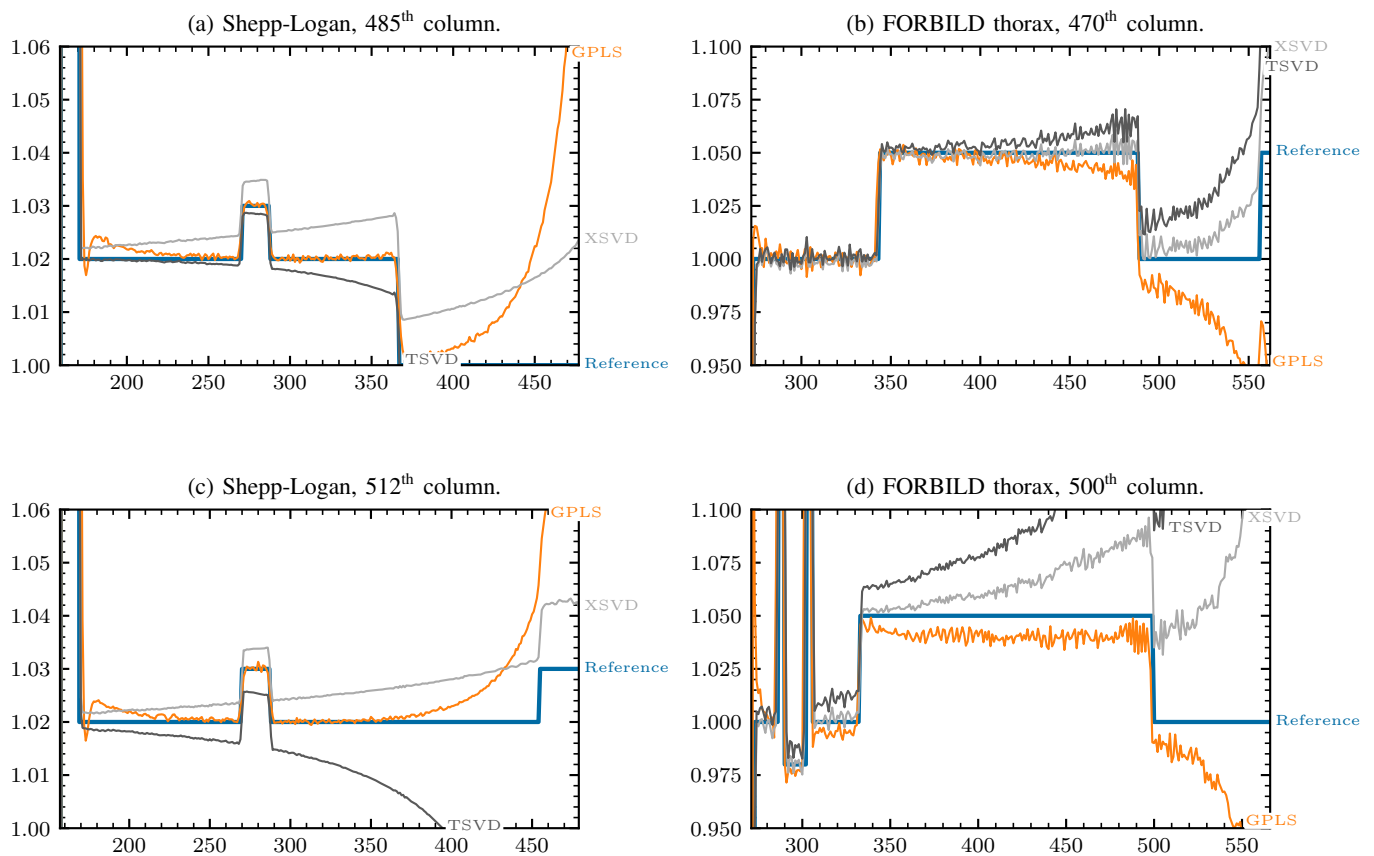 (a) Shepp-Logan, 485th column.
1.06
1.05
1.04
1.03
1.02
1.01
1.00
200
250
300
350
400
450
GPLS
XSVD
TSVD
Reference
(b) FORBILD thorax, 470th column.
1.100
1.075
1.050
1.025
1.000
0.975
0.950
300
350
400
450
500
550
XSVD
TSVD
Reference
GPLS
(c) Shepp-Logan, 512th column.
1.06
1.05
1.04
1.03
1.02
1.01
1.00
200
250
300
350
400
450
GPLS
XSVD
Reference
TSVD
(d) FORBILD thorax, 500th column.
1.100
1.075
1.050
1.025
1.000
0.975
0.950
300
350
400
450
500
550
XSVD
TSVD
Reference
GPLS